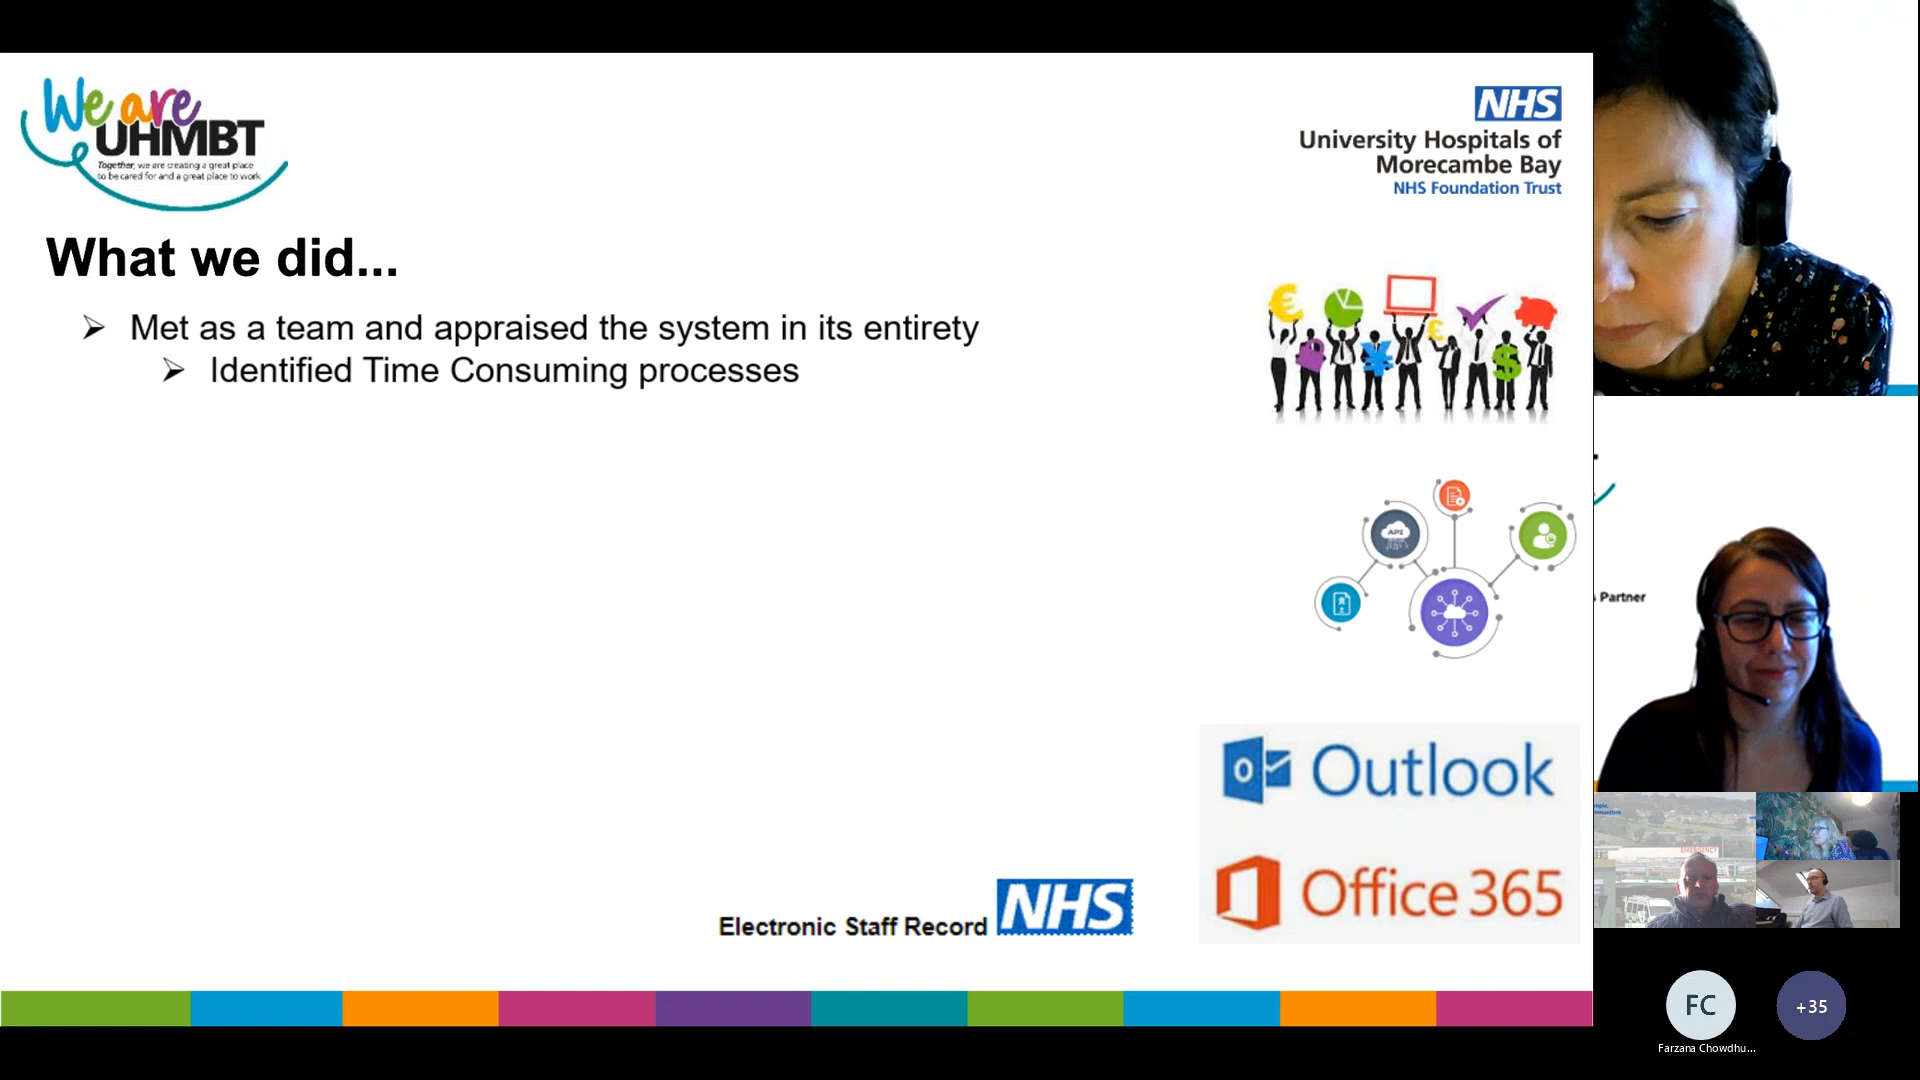 We are
UHMBT
Together, we are creating a great place
to be cared for and a great place to work
NHS
University Hospitals of
Morecambe Bay
NHS Foundation Trust
What we did...
Met as a team and appraised the system in its entirety
Identified Time Consuming processes
API
Outlook
Office 365
Electronic Staff Record NHS
Partner
EMERGENCY
FC
+35
Farzana Chowdhu...